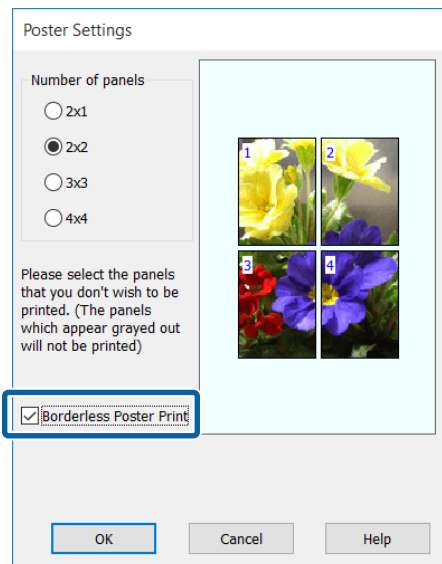 Poster Settings
Number of panels
2x1
2x2
3x3
4x4
Please select the panels
that you don't wish to be
printed. (The panels
which appear grayed out
will not be printed)
Borderless Poster Print
1
2
3
4
OK
Cancel
Help